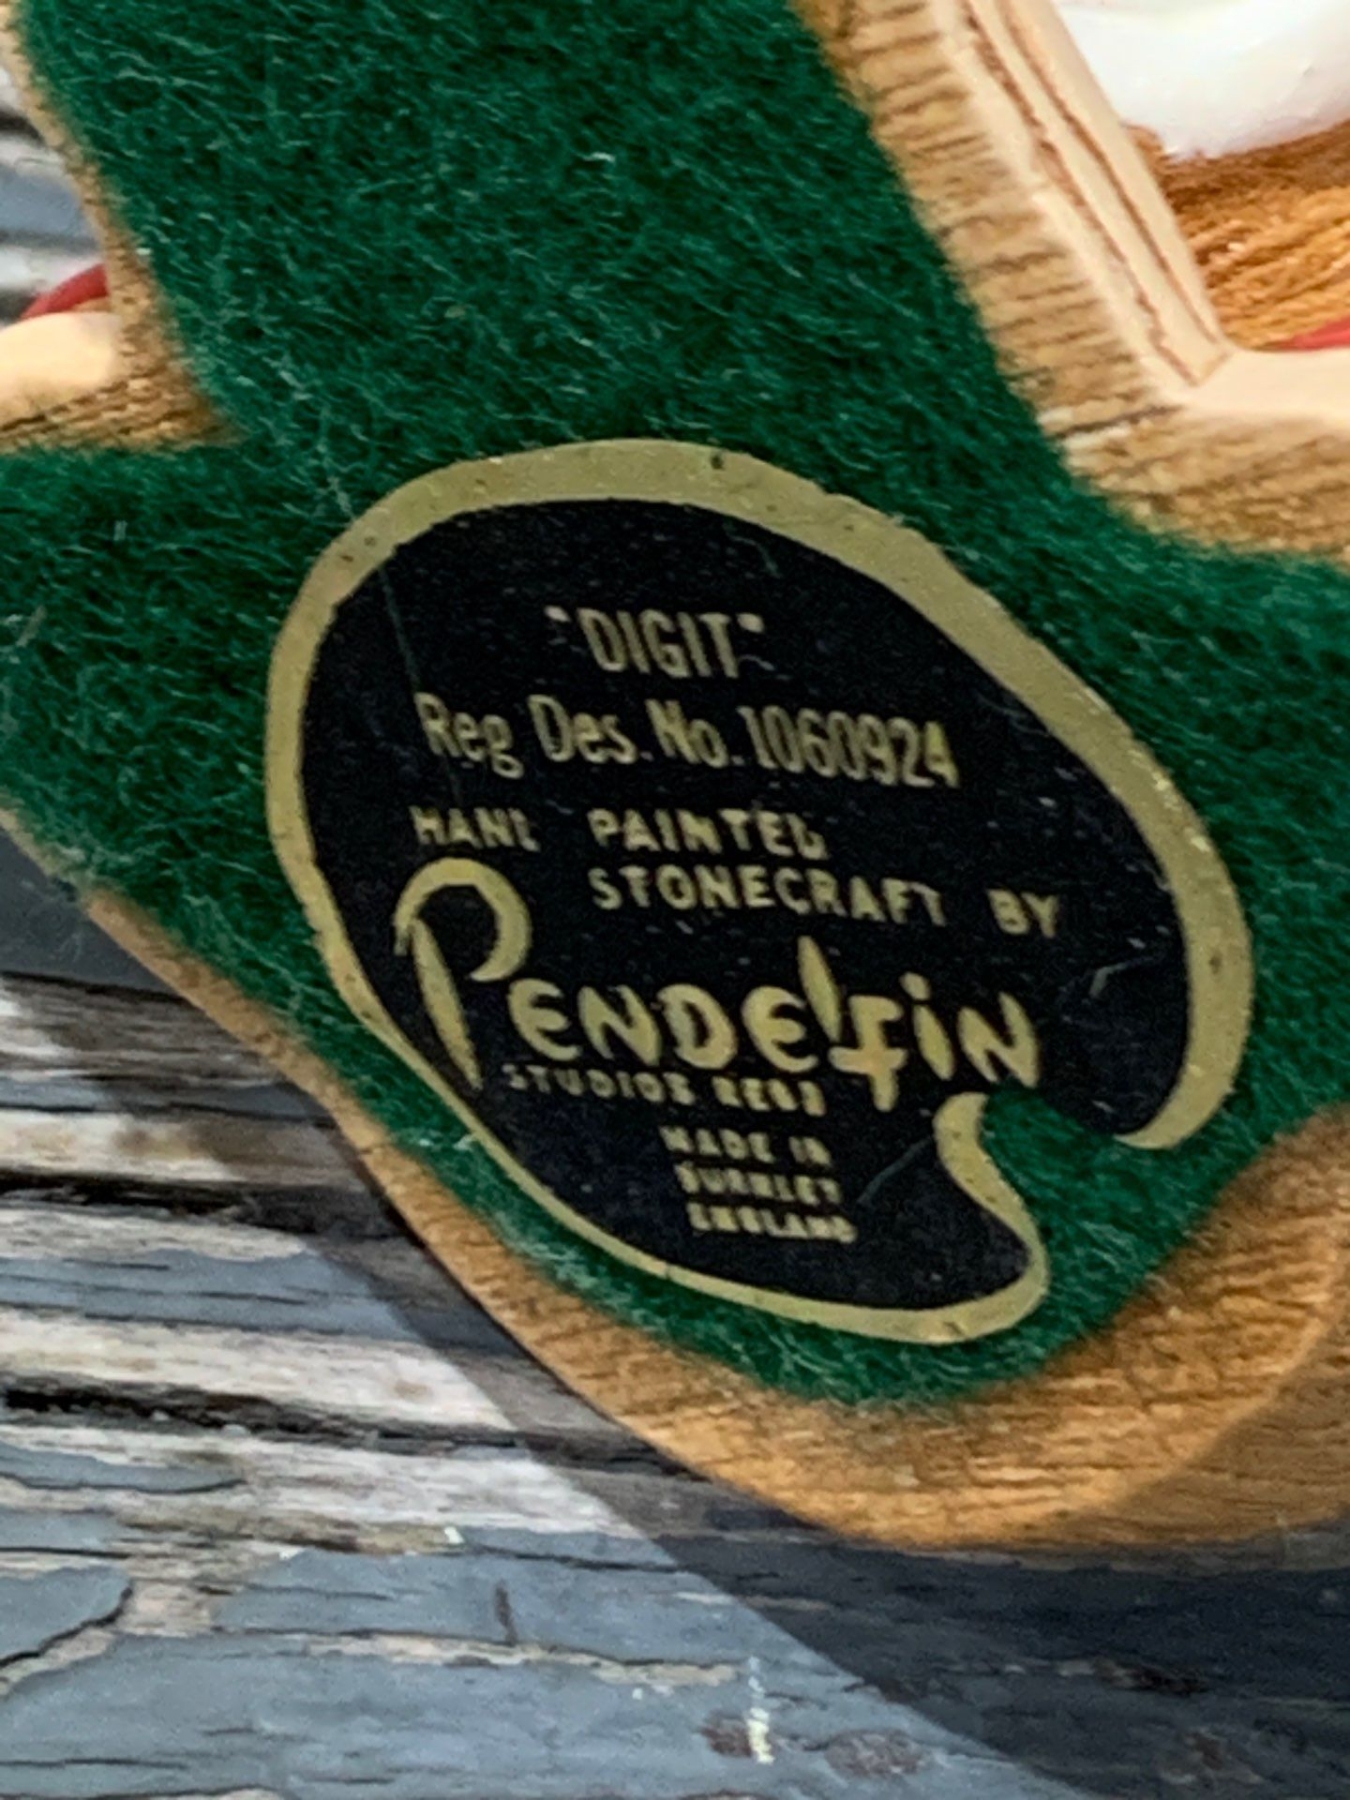 "DIGIT"
Reg Des. No. 1060924
HAND PAINTED
STONECRAFT BY
PENDELFIN
STUDIOS REGD
MADE IN
BURNLEY
ENGLAND